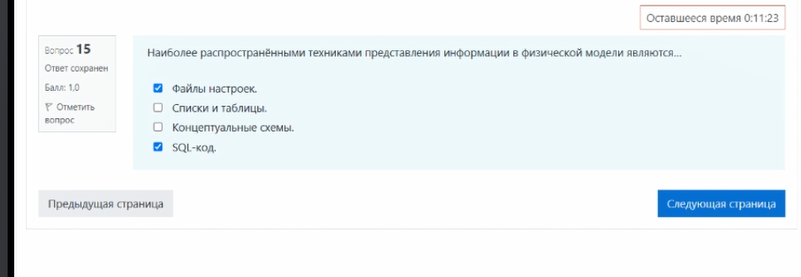 Оставшееся время 0:11:23
Вопрос 15
Ответ сохранен
Балл: 1,0
Отметить вопрос
Наиболее распространёнными техниками представления информации в физической модели являются...
Файлы настроек.
Списки и таблицы.
Концептуальные схемы.
SQL-код.
Предыдущая страница
Следующая страница